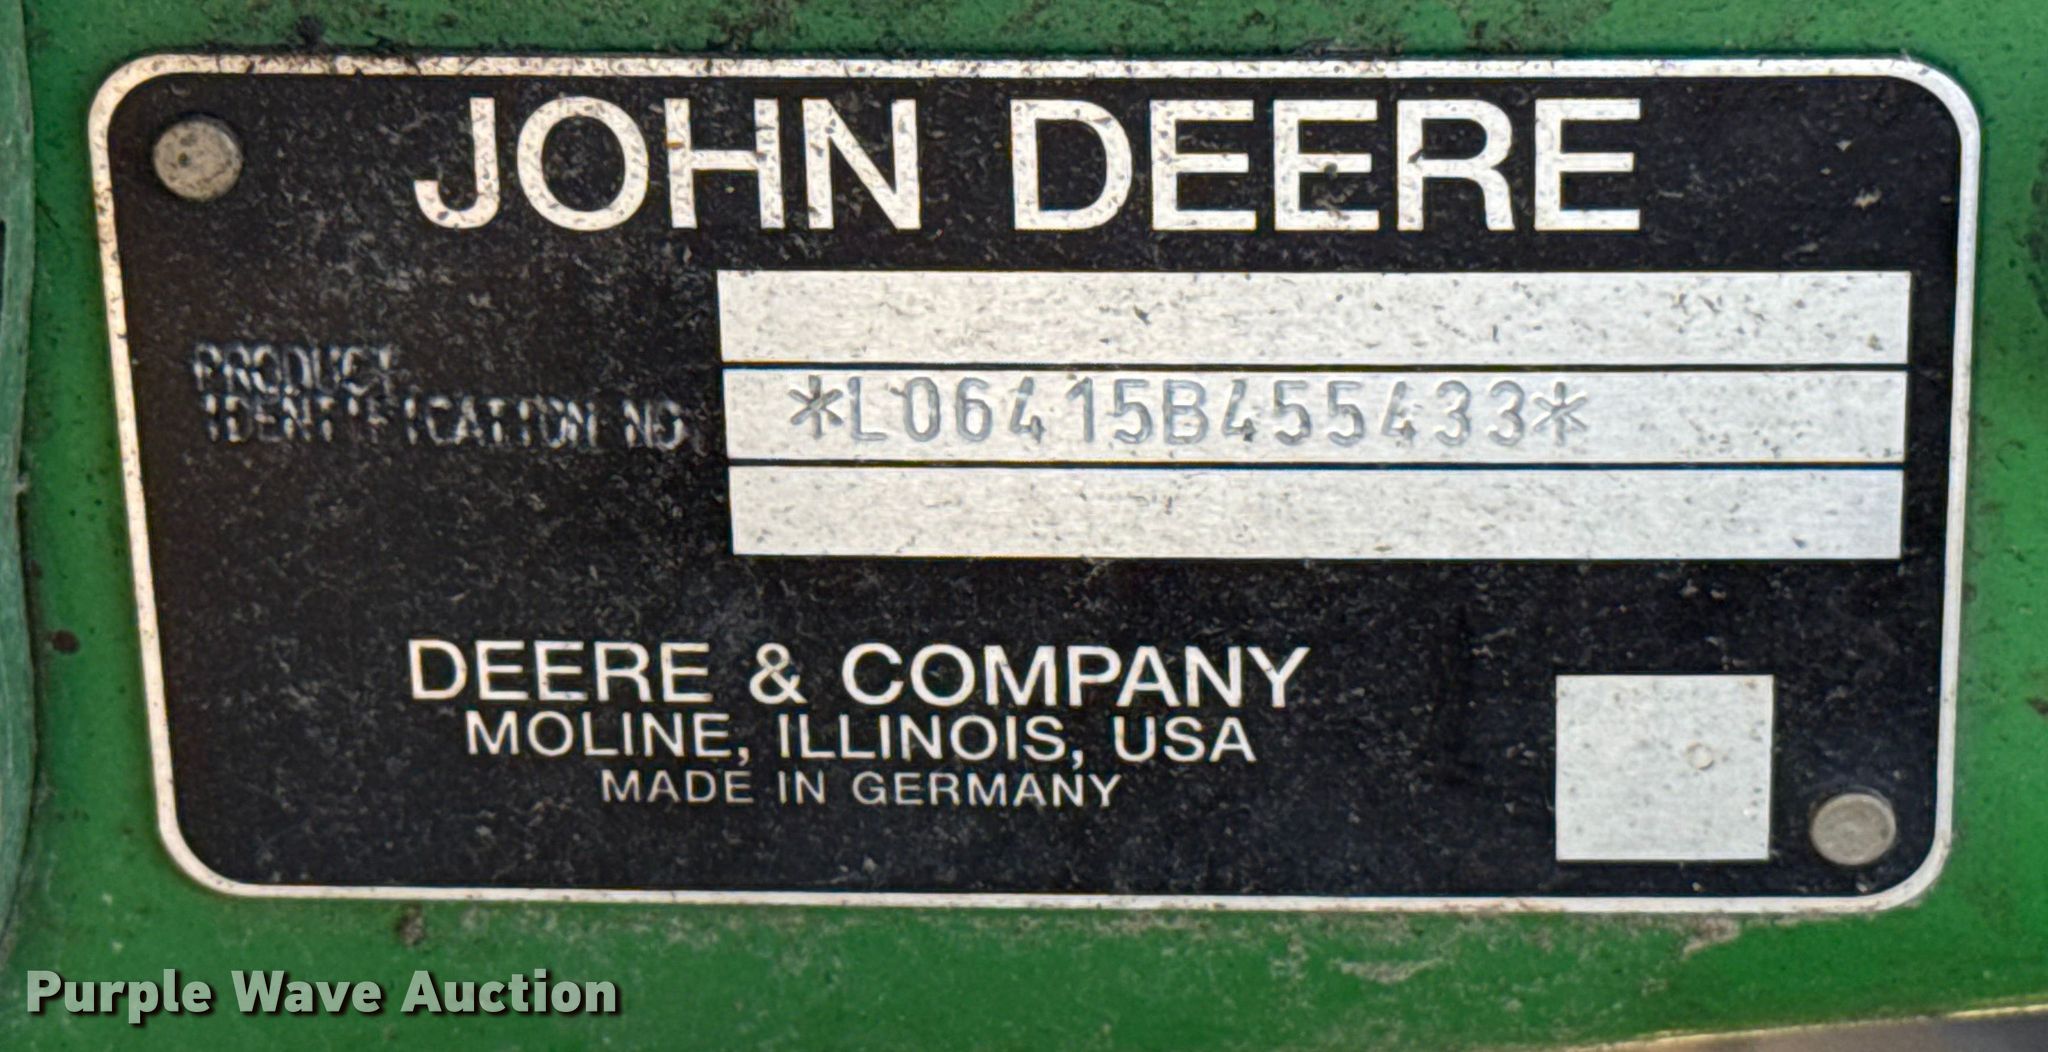 JOHN DEERE
PRODUCT
IDENTIFICATION NO
*L06415B455433*
DEERE & COMPANY
MOLINE, ILLINOIS, USA
MADE IN GERMANY
Purple Wave Auction